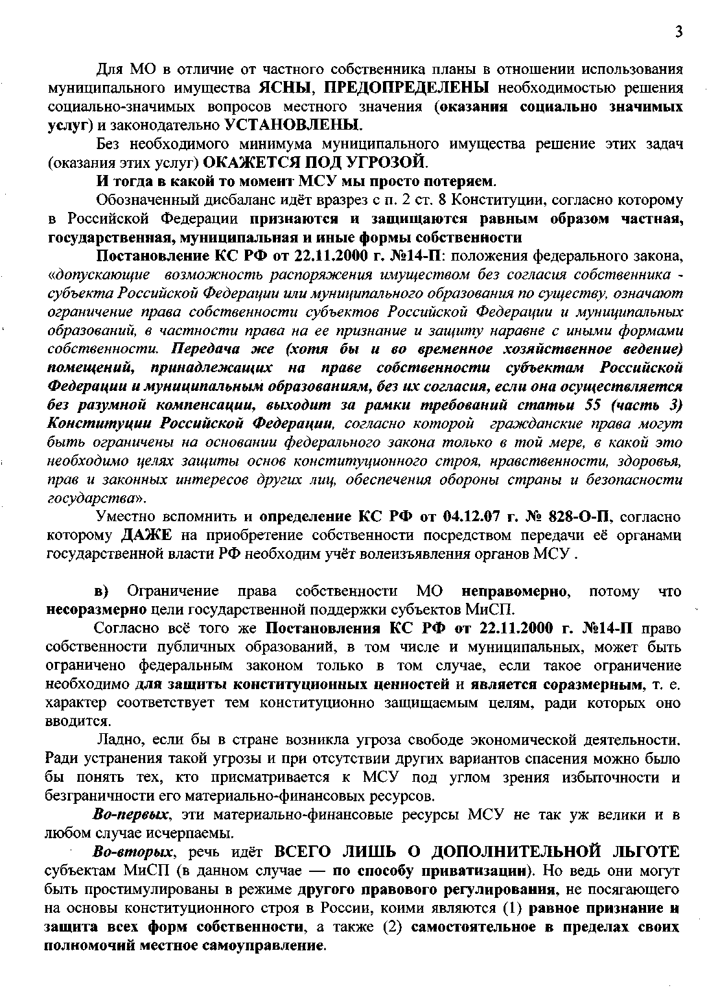 3
Для МО в отличие от частного собственника планы в отношении использования
муниципального имущества ЯСНЫ, ПРЕДОПРЕДЕЛЕНЫ необходимостью решения
социально-значимых вопросов местного значения (оказания социально значимых
услуг) и законодательно УСТАНОВЛЕНЫ.
Без необходимого минимума муниципального имущества решение этих задач
(оказания этих услуг) ОКАЖЕТСЯ ПОД УГРОЗОЙ.
И тогда в какой то момент МСУ мы просто потеряем.
Обозначенный дисбаланс идёт вразрез с п. 2 ст. 8 Конституции, согласно которому
в Российской Федерации признаются и защищаются равным образом частная,
государственная, муниципальная и иные формы собственности
Постановление КС РФ от 22.11.2000 г. №14-П: положения федерального закона,
«допускающие возможность распоряжения имуществом без согласия собственника -
субъекта Российской Федерации или муниципального образования по существу, означают
ограничение права собственности субъектов Российской Федерации и муниципальных
образований, в частности права на ее признание и защиту наравне с иными формами
собственности. Передача же (хотя бы и во временное хозяйственное ведение)
помещений, принадлежащих на праве собственности субъектам Российской
Федерации и муниципальным образованиям, без их согласия, если она осуществляется
без разумной компенсации, выходит за рамки требований статьи 55 (часть 3)
Конституции Российской Федерации, согласно которой гражданские права могут
быть ограничены на основании федерального закона только в той мере, в какой это
необходимо целях защиты основ конституционного строя, нравственности, здоровья,
прав и законных интересов других лиц, обеспечения обороны страны и безопасности
государства».
Уместно вспомнить и определение КС РФ от 04.12.07 г. № 828-О-П, согласно
которому ДАЖЕ на приобретение собственности посредством передачи её органами
государственной власти РФ необходим учёт волеизъявления органов МСУ .
в) Ограничение права собственности МО неправомерно, потому что
несоразмерно цели государственной поддержки субъектов МиСП.
Согласно всё того же Постановления КС РФ от 22.11.2000 г. №14-П право
собственности публичных образований, в том числе и муниципальных, может быть
ограничено федеральным законом только в том случае, если такое ограничение
необходимо для защиты конституционных ценностей и является соразмерным, т. е.
характер соответствует тем конституционно защищаемым целям, ради которых оно
вводится.
Ладно, если бы в стране возникла угроза свободе экономической деятельности.
Ради устранения такой угрозы и при отсутствии других вариантов спасения можно было
бы понять тех, кто присматривается к МСУ под углом зрения избыточности и
безграничности его материально-финансовых ресурсов.
Во-первых, эти материально-финансовые ресурсы МСУ не так уж велики и в
любом случае исчерпаемы.
Во-вторых, речь идёт ВСЕГО ЛИШЬ О ДОПОЛНИТЕЛЬНОЙ ЛЬГОТЕ
субъектам МиСП (в данном случае — по способу приватизации). Но ведь они могут
быть простимулированы в режиме другого правового регулирования, не посягающего
на основы конституционного строя в России, коими являются (1) равное признание и
защита всех форм собственности, а также (2) самостоятельное в пределах своих
полномочий местное самоуправление.